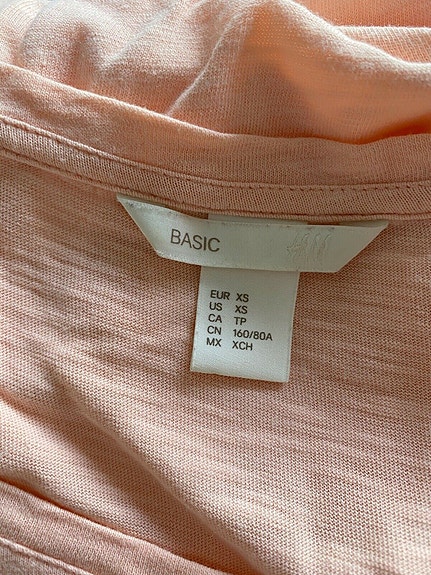 BASIC H&M
EUR XS
US XS
CA TP
CN 160/80A
MX XCH